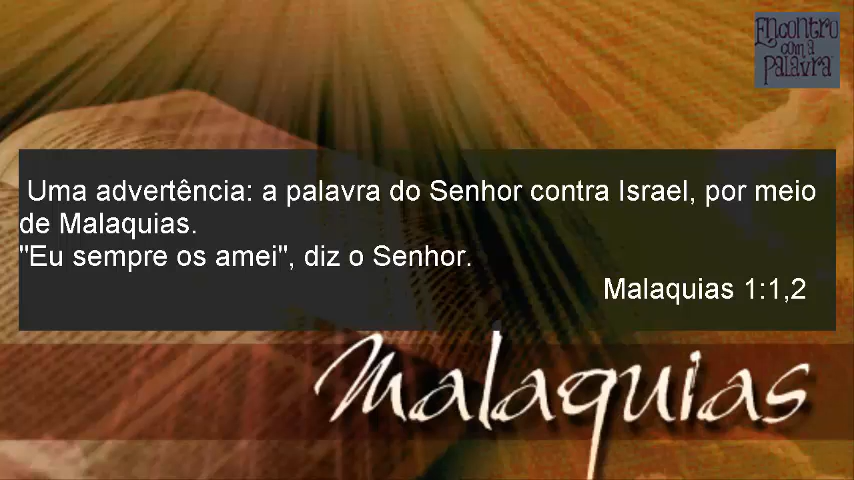 Encontro
com a
Palavra
Uma advertência: a palavra do Senhor contra Israel, por meio
de Malaquias.
"Eu sempre os amei", diz o Senhor.
Malaquias 1:1,2
Malaquias